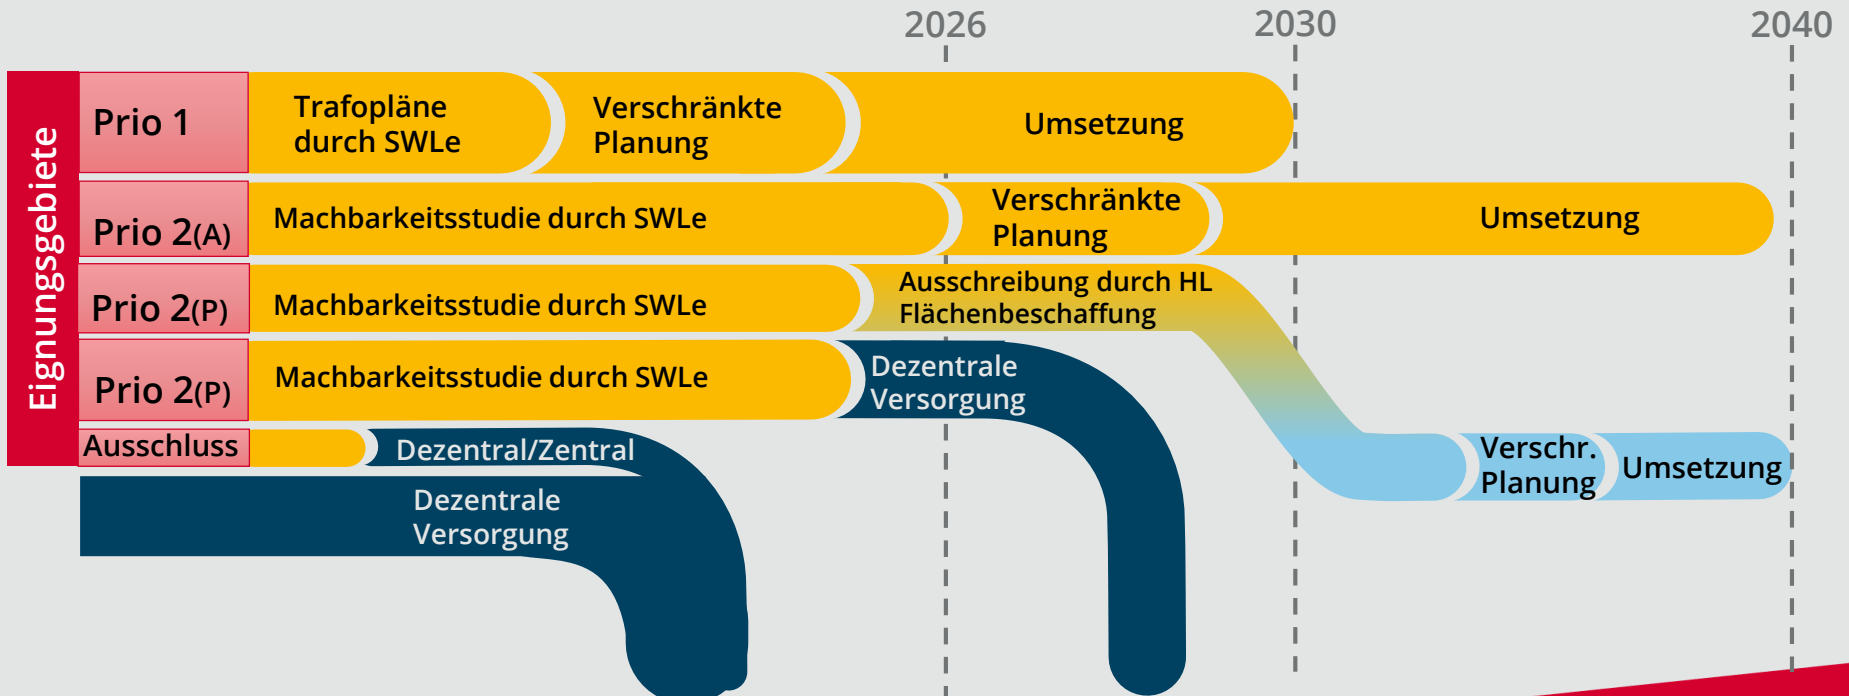 2026
2030
2040
Eignungsgebiete
Prio 1
Trafopläne
durch SWLe
Verschränkte
Planung
Umsetzung
Prio 2(A)
Machbarkeitsstudie durch SWLe
Verschränkte
Planung
Umsetzung
Prio 2(P)
Machbarkeitsstudie durch SWLe
Ausschreibung durch HL
Flächenbeschaffung
Verschr.
Planung
Umsetzung
Prio 2(P)
Machbarkeitsstudie durch SWLe
Dezentrale
Versorgung
Ausschluss
Dezentral/Zentral
Dezentrale
Versorgung